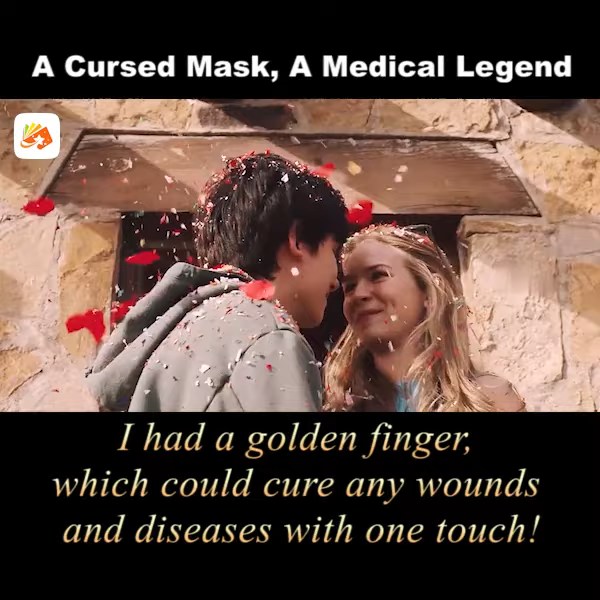 A Cursed Mask, A Medical Legend
I had a golden finger,
which could cure any wounds
and diseases with one touch!